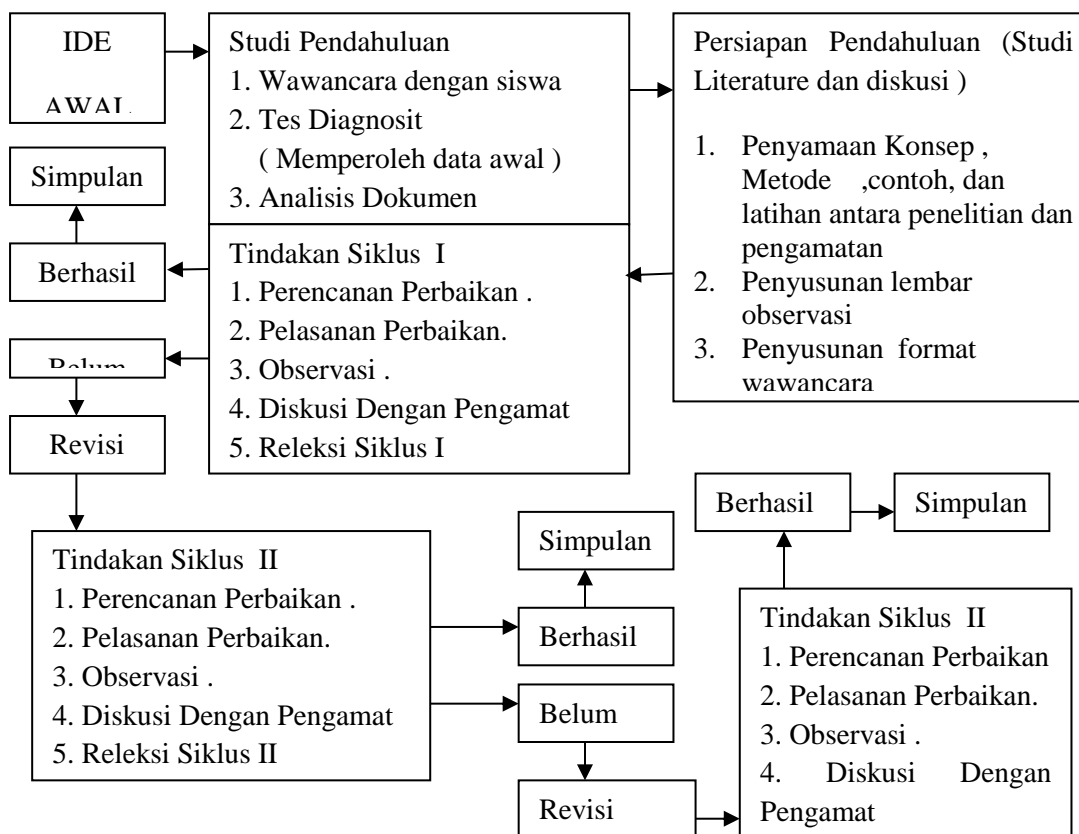 IDE
AWAL
Studi Pendahuluan
1. Wawancara dengan siswa
2. Tes Diagnosit
( Memperoleh data awal )
3. Analisis Dokumen
Persiapan Pendahuluan (Studi
Literature dan diskusi )
1. Penyamaan Konsep ,
Metode ,contoh, dan
latihan antara penelitian dan
pengamatan
2. Penyusunan lembar
observasi
3. Penyusunan format
wawancara
Simpulan
Berhasil
Tindakan Siklus I
1. Perencanan Perbaikan .
2. Pelasanan Perbaikan.
3. Observasi .
4. Diskusi Dengan Pengamat
5. Releksi Siklus I
Belum
Revisi
Tindakan Siklus II
1. Perencanan Perbaikan .
2. Pelasanan Perbaikan.
3. Observasi .
4. Diskusi Dengan Pengamat
5. Releksi Siklus II
Simpulan
Berhasil
Belum
Revisi
Berhasil
Simpulan
Tindakan Siklus II
1. Perencanan Perbaikan
2. Pelasanan Perbaikan.
3. Observasi .
4. Diskusi Dengan
Pengamat